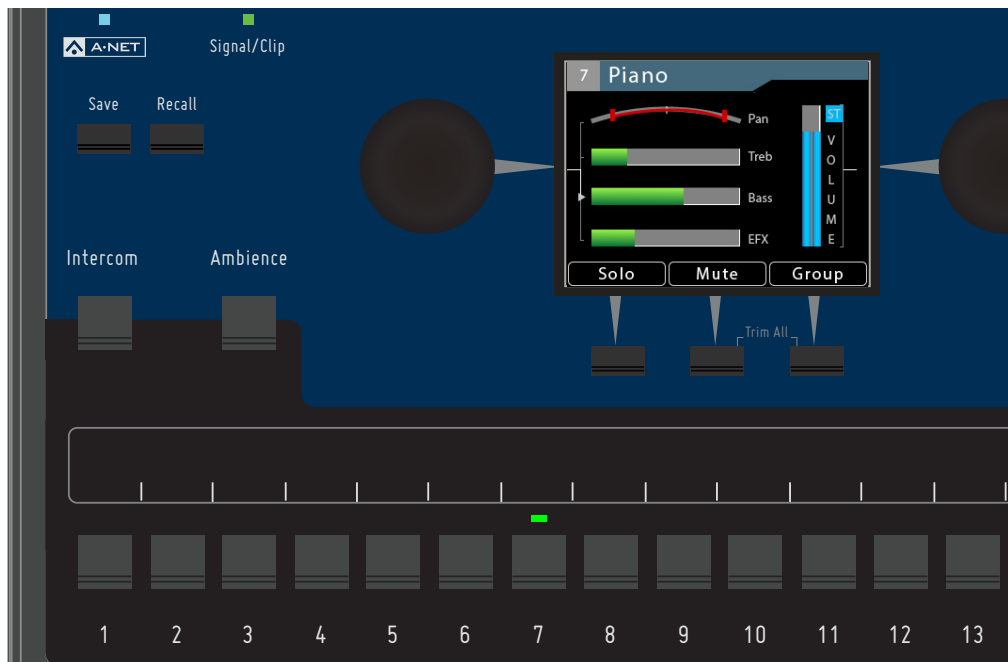 A·NET
Signal/Clip
Save
Recall
Intercom
Ambience
7 Piano
Pan
Treb
Bass
EFX
ST
VOLUME
Solo
Mute
Group
Trim All
1 2 3 4 5 6 7 8 9 10 11 12 13